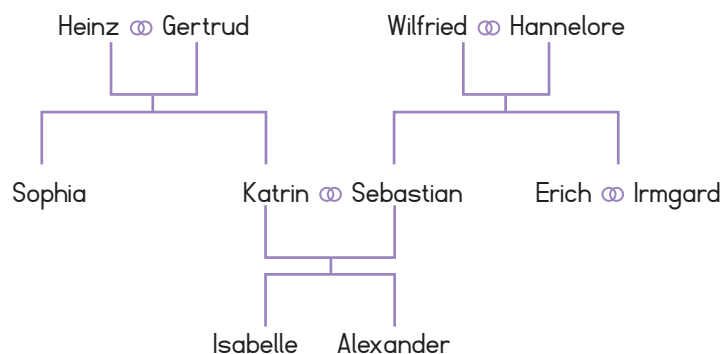 Heinz Gertrud Wilfried Hannelore
Sophia Katrin Sebastian Erich Irmgard
Isabelle Alexander